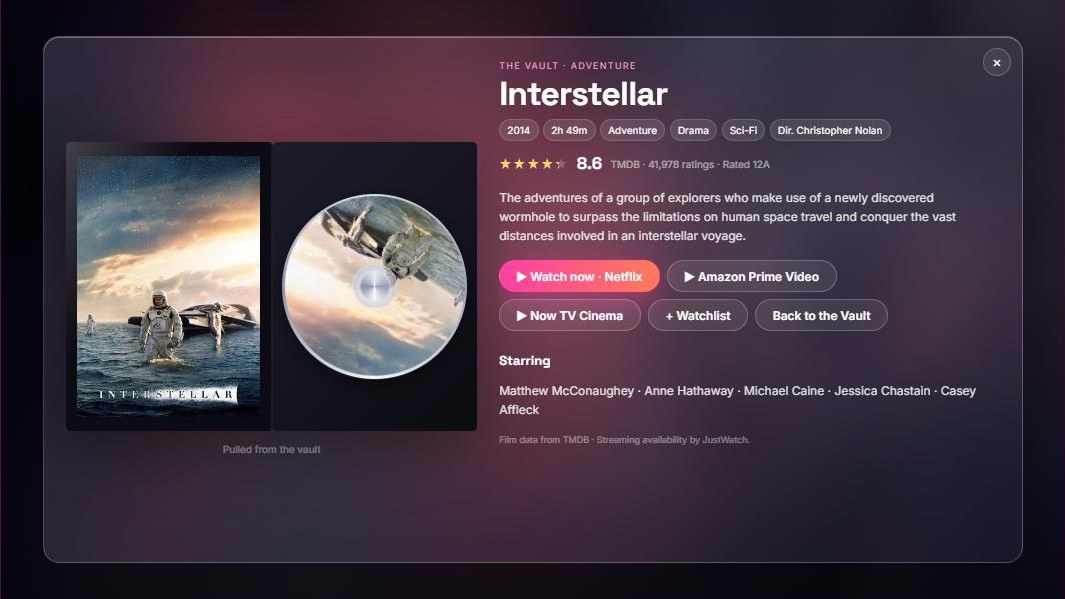 THE VAULT · ADVENTURE
×
Interstellar
2014
2h 49m
Adventure
Drama
Sci-Fi
Dir. Christopher Nolan
★★★★★ 8.6 TMDB · 41,978 ratings · Rated 12A
The adventures of a group of explorers who make use of a newly discovered
wormhole to surpass the limitations on human space travel and conquer the vast
distances involved in an interstellar voyage.
▶ Watch now · Netflix
▶ Amazon Prime Video
▶ Now TV Cinema
+ Watchlist
Back to the Vault
Starring
Matthew McConaughey · Anne Hathaway · Michael Caine · Jessica Chastain · Casey
Affleck
Film data from TMDB · Streaming availability by JustWatch.
INTERSTELLAR
Pulled from the vault